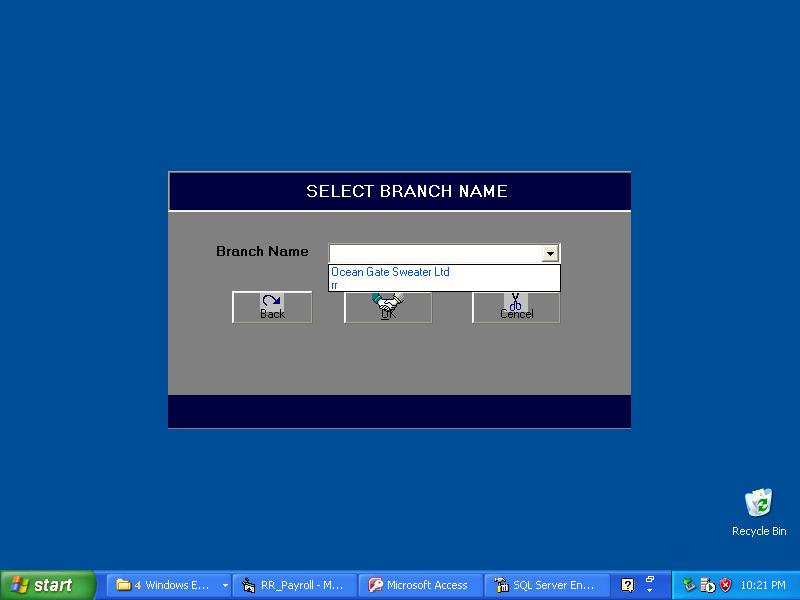 SELECT BRANCH NAME
Branch Name
Ocean Gate Sweater Ltd
rr
Back
OK
Cencel
Recycle Bin
start
4 Windows E...
RR_Payroll - M...
Microsoft Access
SQL Server En...
10:21 PM